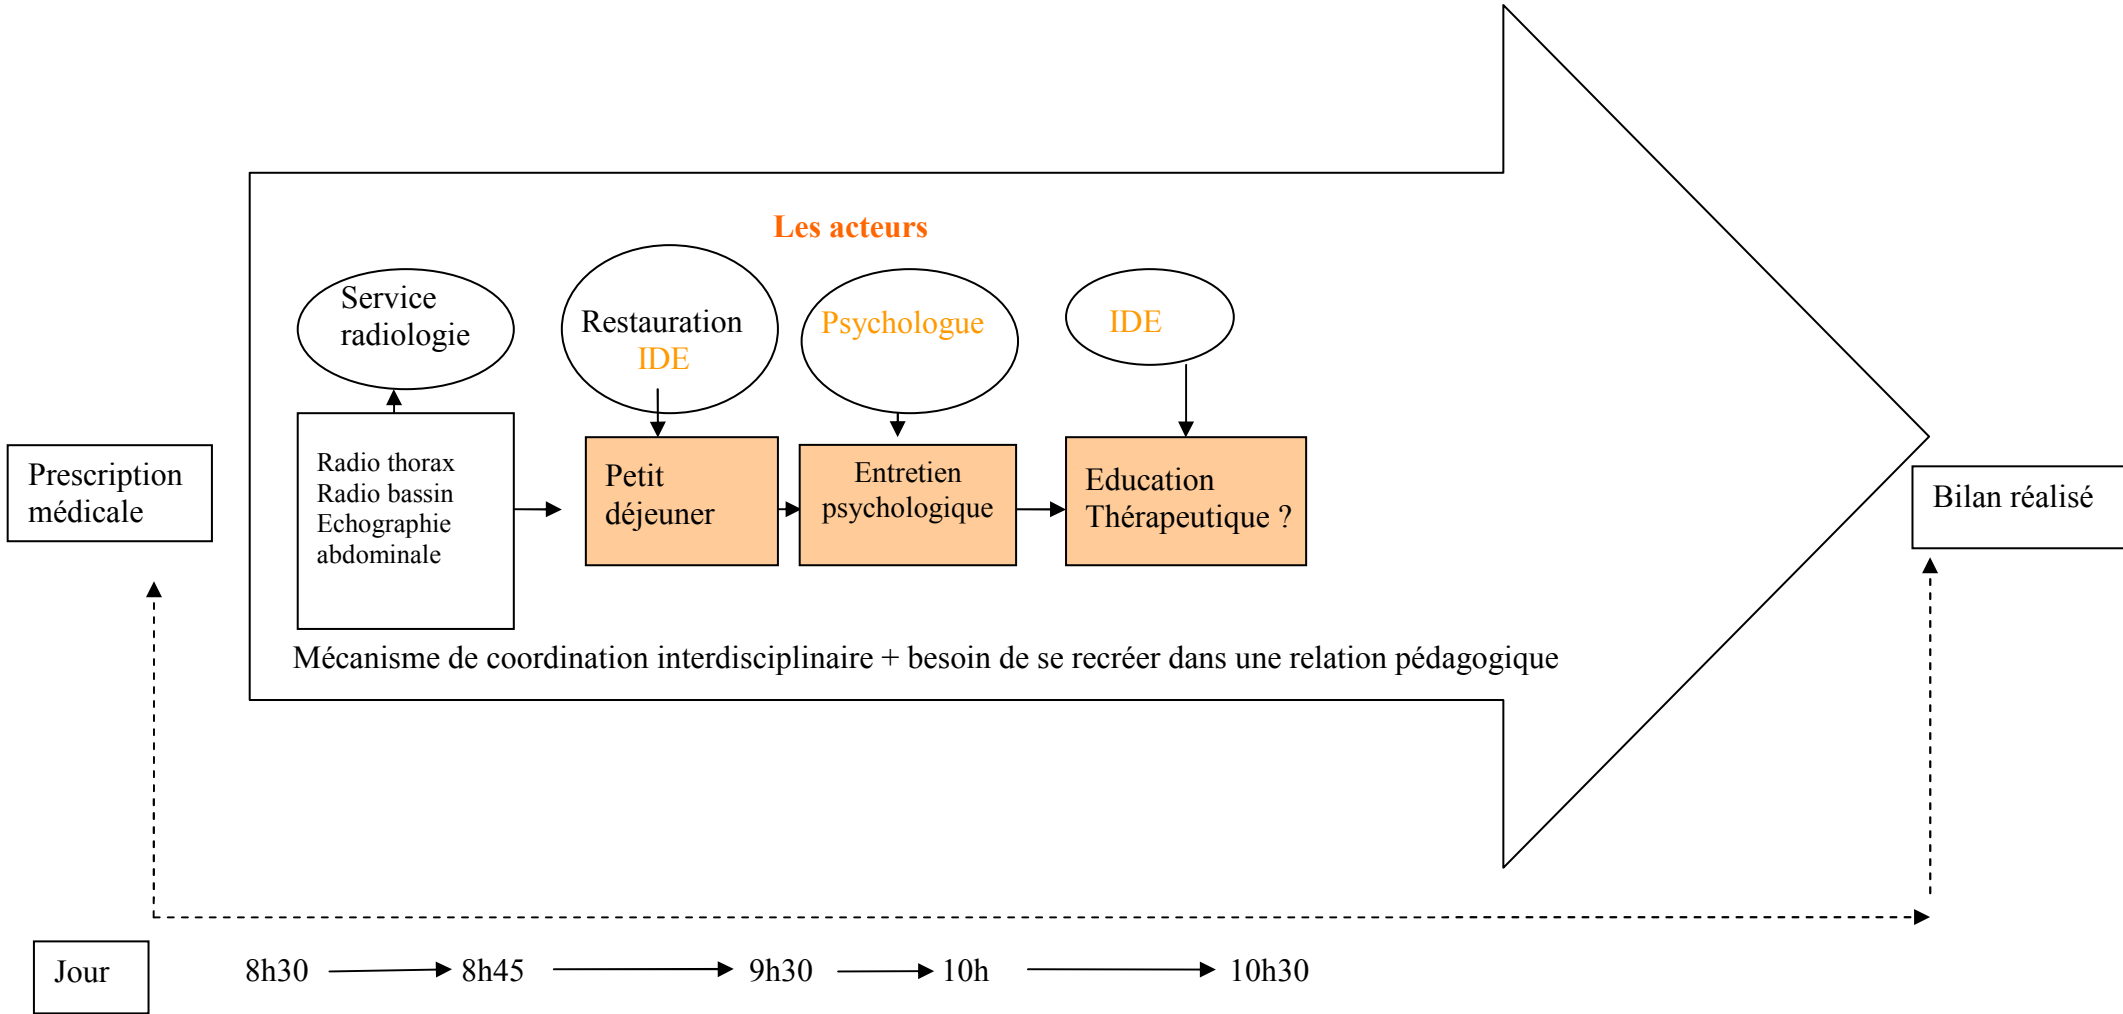 Les acteurs
Service
radiologie
Restauration
IDE
Psychologue
IDE
Prescription
médicale
Radio thorax
Radio bassin
Echographie
abdominale
Petit
déjeuner
Entretien
psychologique
Education
Thérapeutique ?
Bilan réalisé
Mécanisme de coordination interdisciplinaire + besoin de se recréer dans une relation pédagogique
Jour
8h30 8h45 9h30 10h 10h30